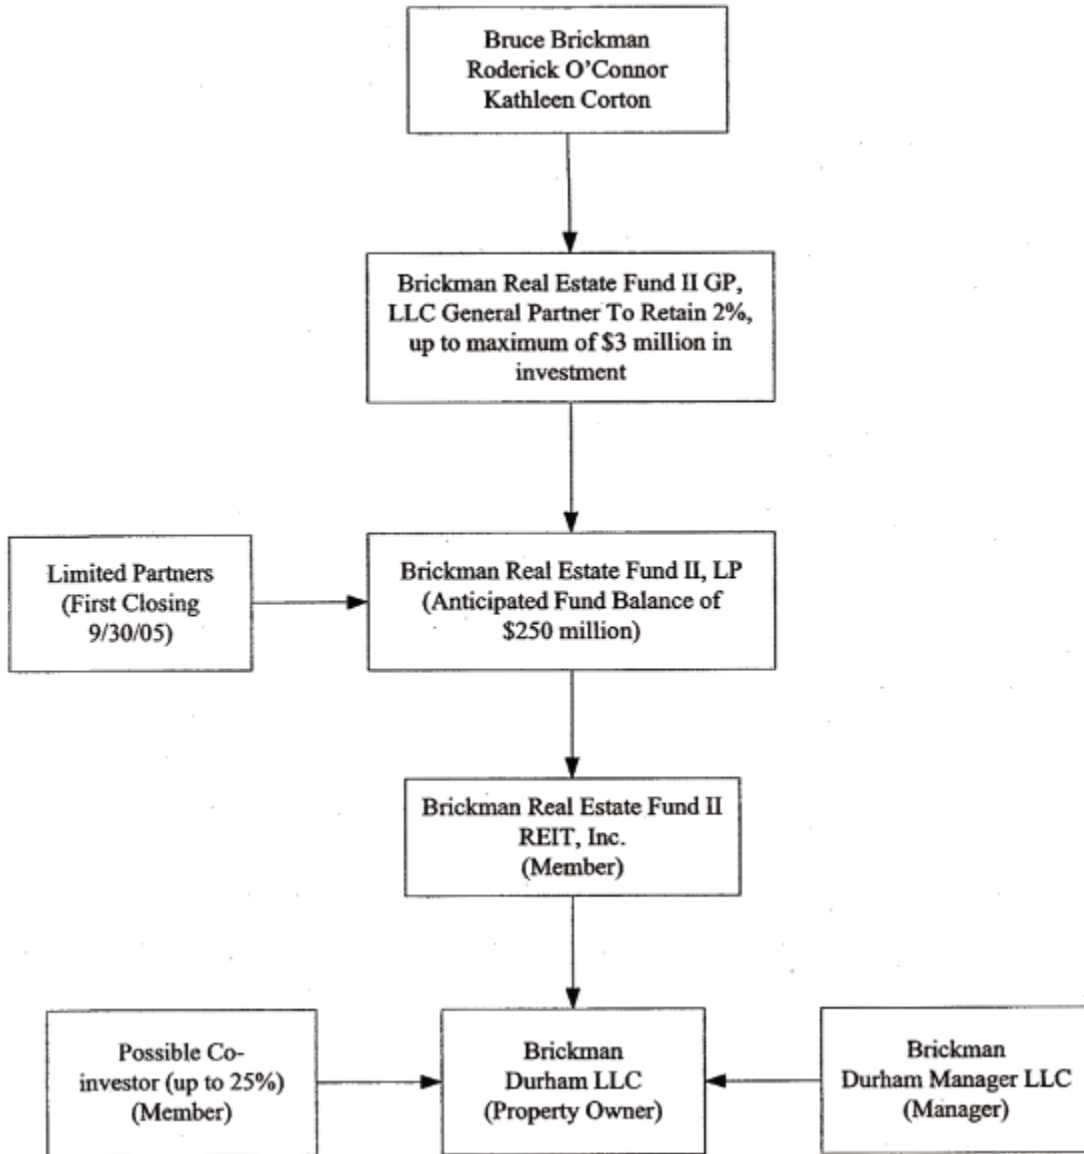 Bruce Brickman
Roderick O'Connor
Kathleen Corton
Brickman Real Estate Fund II GP,
LLC General Partner To Retain 2%,
up to maximum of $3 million in
investment
Limited Partners
(First Closing
9/30/05)
Brickman Real Estate Fund II, LP
(Anticipated Fund Balance of
$250 million)
Brickman Real Estate Fund II
REIT, Inc.
(Member)
Possible Co-
investor (up to 25%)
(Member)
Brickman
Durham LLC
(Property Owner)
Brickman
Durham Manager LLC
(Manager)